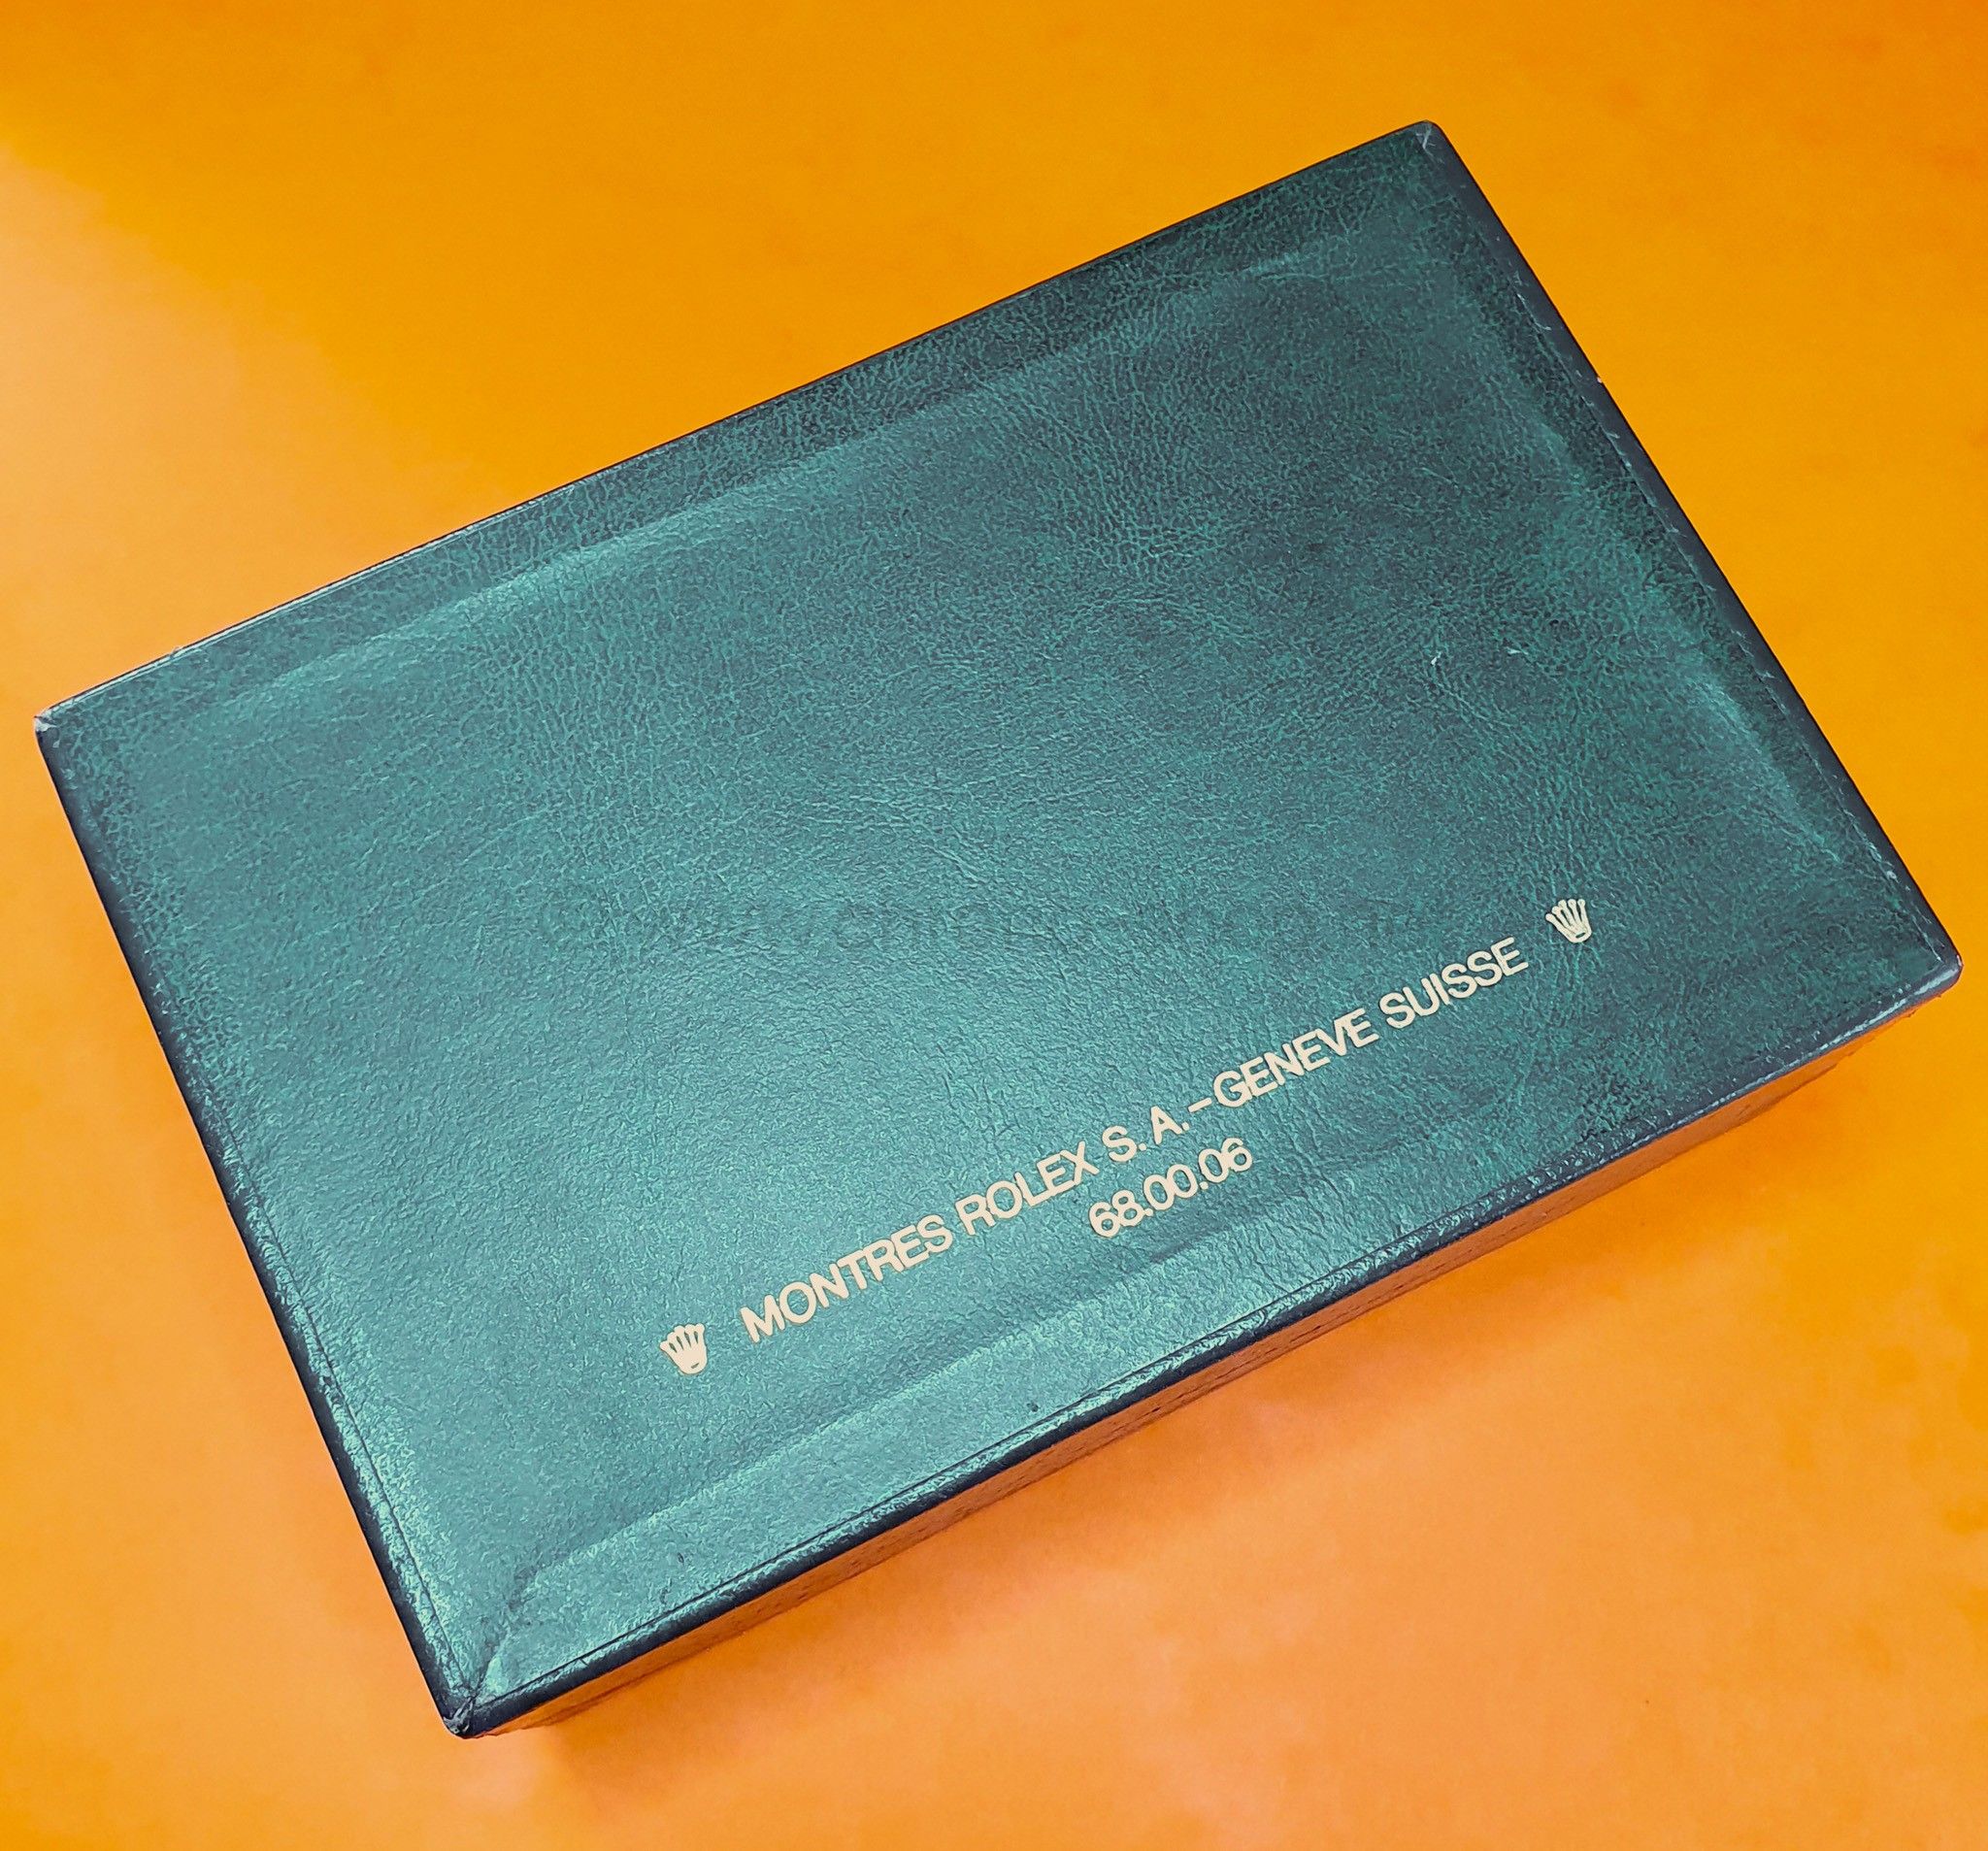 MONTRES ROLEX S.A. - GENEVE SUISSE
68.00.06